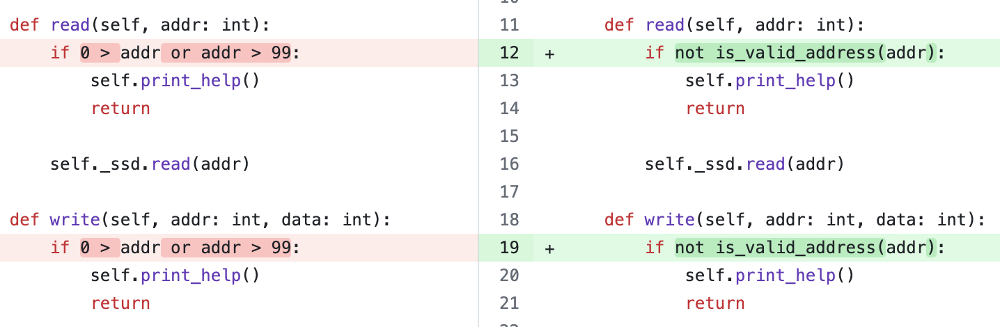 def read(self, addr: int):
    if 0 > addr or addr > 99:
        self.print_help()
        return

    self._ssd.read(addr)

def write(self, addr: int, data: int):
    if 0 > addr or addr > 99:
        self.print_help()
        return

11 def read(self, addr: int):
12 +     if not is_valid_address(addr):
13         self.print_help()
14         return
15
16     self._ssd.read(addr)
17
18 def write(self, addr: int, data: int):
19 +     if not is_valid_address(addr):
20         self.print_help()
21         return